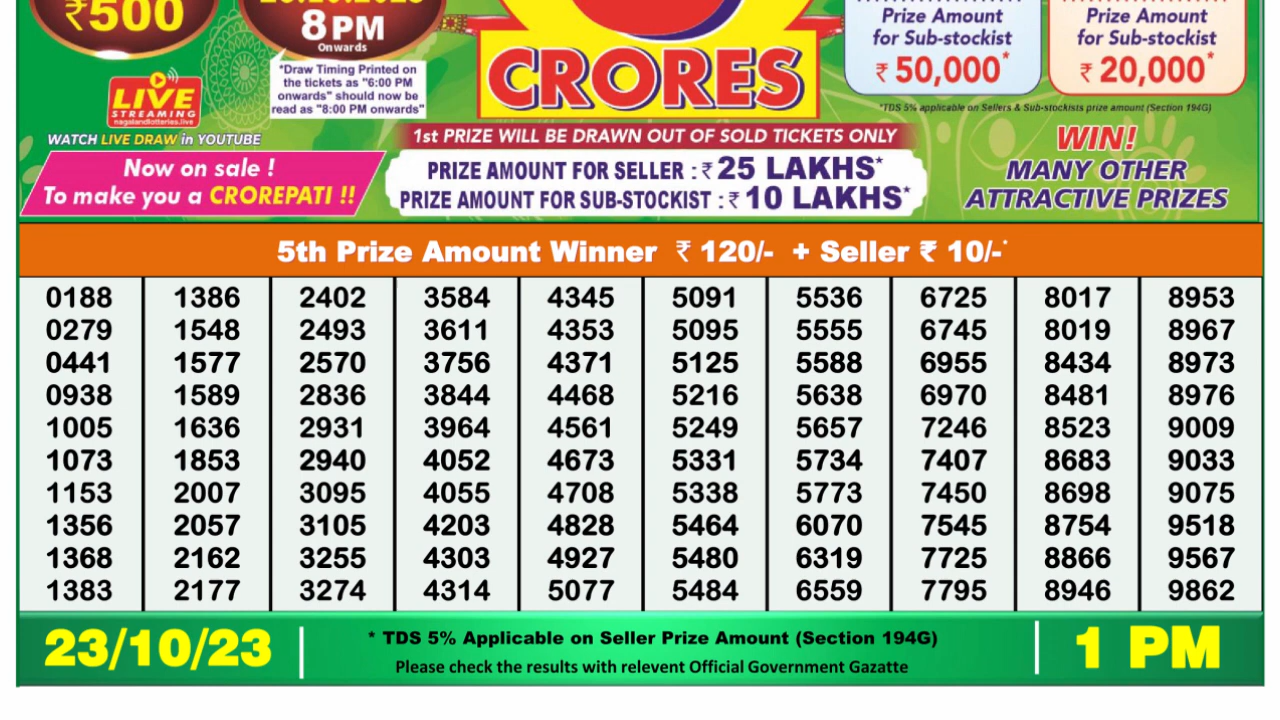 ₹500
8 PM
Onwards
*Draw Timing Printed on
the tickets as "6:00 PM
onwards" should now be
read as "8:00 PM onwards"
LIVE
STREAMING
nagalandlotteries.live
WATCH LIVE DRAW in YOUTUBE
Now on sale !
To make you a CROREPATI !!
CRORES
1st PRIZE WILL BE DRAWN OUT OF SOLD TICKETS ONLY
PRIZE AMOUNT FOR SELLER : ₹ 25 LAKHS*
PRIZE AMOUNT FOR SUB-STOCKIST : ₹ 10 LAKHS*
Prize Amount
for Sub-stockist
₹ 50,000*
Prize Amount
for Sub-stockist
₹ 20,000*
*TDS 5% applicable on Sellers & Sub-stockists prize amount (Section 194G)
WIN!
MANY OTHER
ATTRACTIVE PRIZES
5th Prize Amount Winner ₹ 120/- + Seller ₹ 10/-*
0188 1386 2402 3584 4345 5091 5536 6725 8017 8953
0279 1548 2493 3611 4353 5095 5555 6745 8019 8967
0441 1577 2570 3756 4371 5125 5588 6955 8434 8973
0938 1589 2836 3844 4468 5216 5638 6970 8481 8976
1005 1636 2931 3964 4561 5249 5657 7246 8523 9009
1073 1853 2940 4052 4673 5331 5734 7407 8683 9033
1153 2007 3095 4055 4708 5338 5773 7450 8698 9075
1356 2057 3105 4203 4828 5464 6070 7545 8754 9518
1368 2162 3255 4303 4927 5480 6319 7725 8866 9567
1383 2177 3274 4314 5077 5484 6559 7795 8946 9862
23/10/23
* TDS 5% Applicable on Seller Prize Amount (Section 194G)
Please check the results with relevent Official Government Gazatte
1 PM